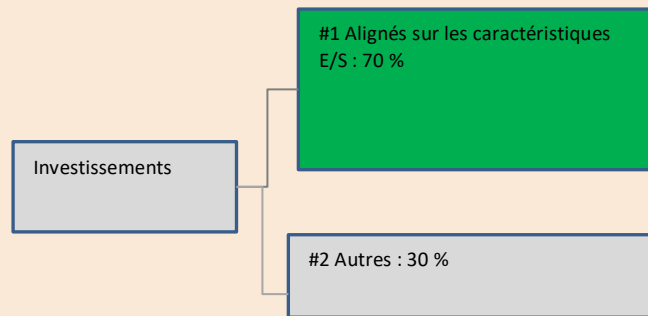 #1 Alignés sur les caractéristiques
E/S : 70 %
Investissements
#2 Autres : 30 %